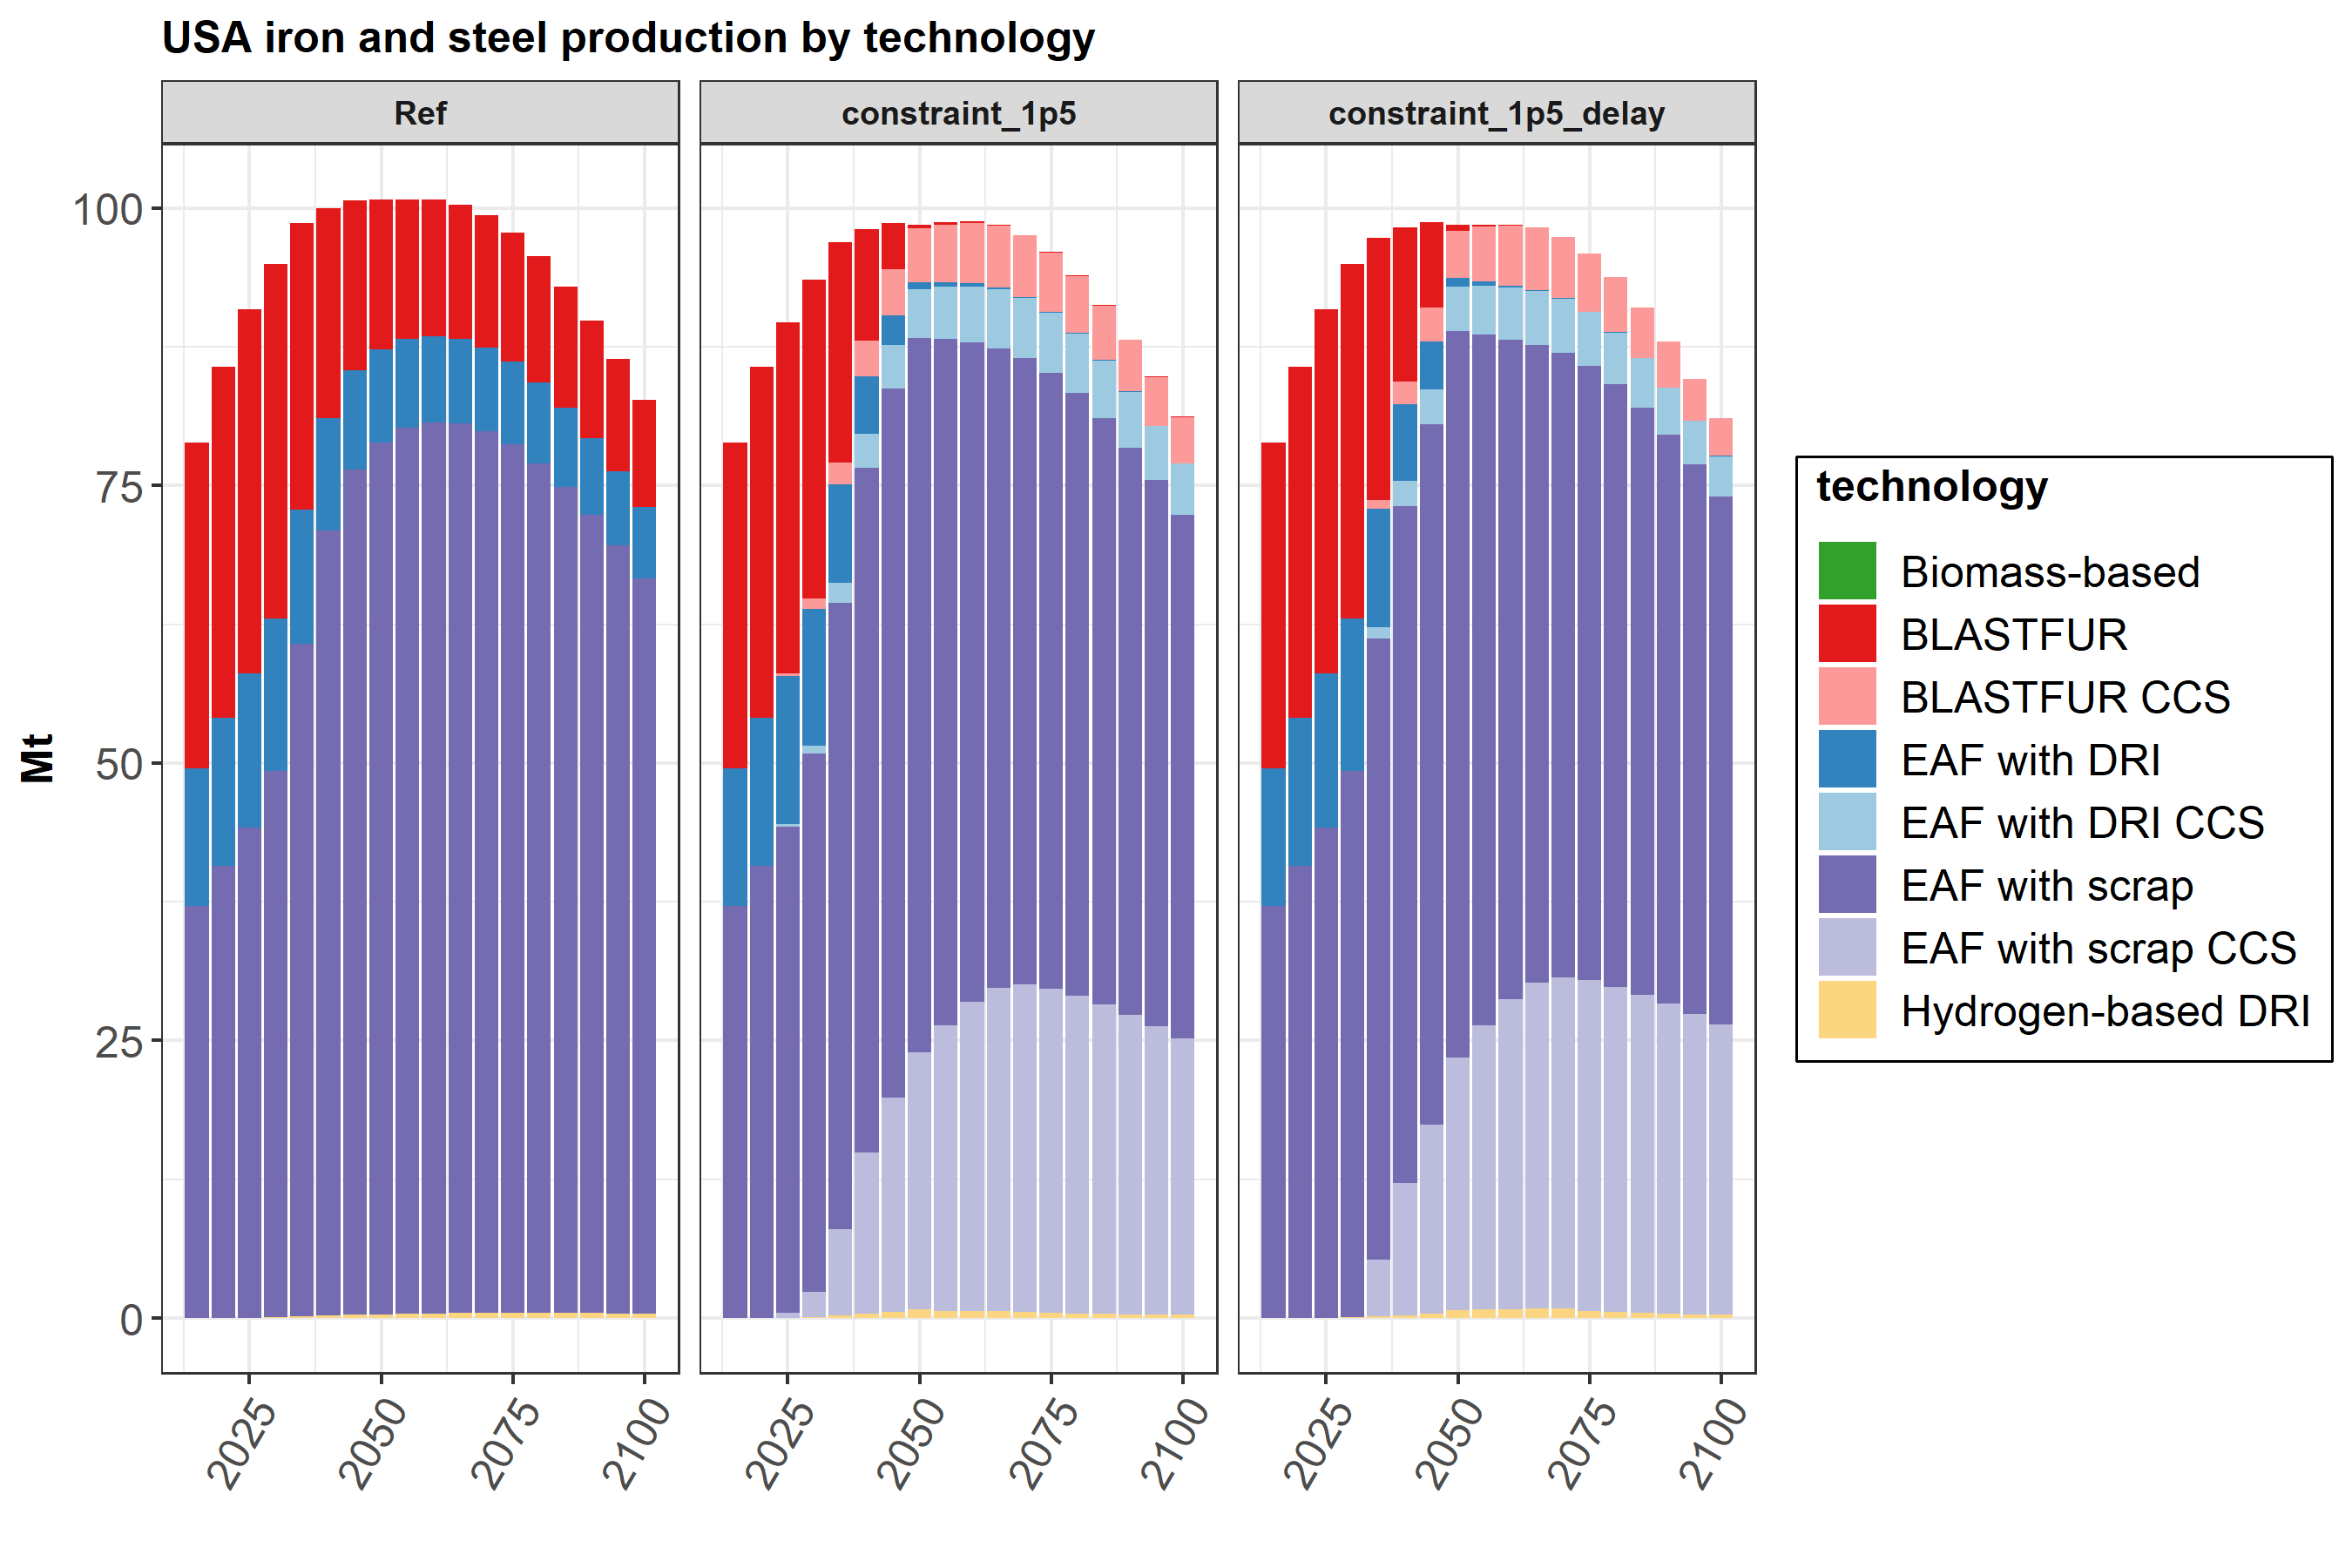 USA iron and steel production by technology
Ref
constraint_1p5
constraint_1p5_delay
Mt
100
75
50
25
0
2025
2050
2075
2100
2025
2050
2075
2100
2025
2050
2075
2100
technology
Biomass-based
BLASTFUR
BLASTFUR CCS
EAF with DRI
EAF with DRI CCS
EAF with scrap
EAF with scrap CCS
Hydrogen-based DRI